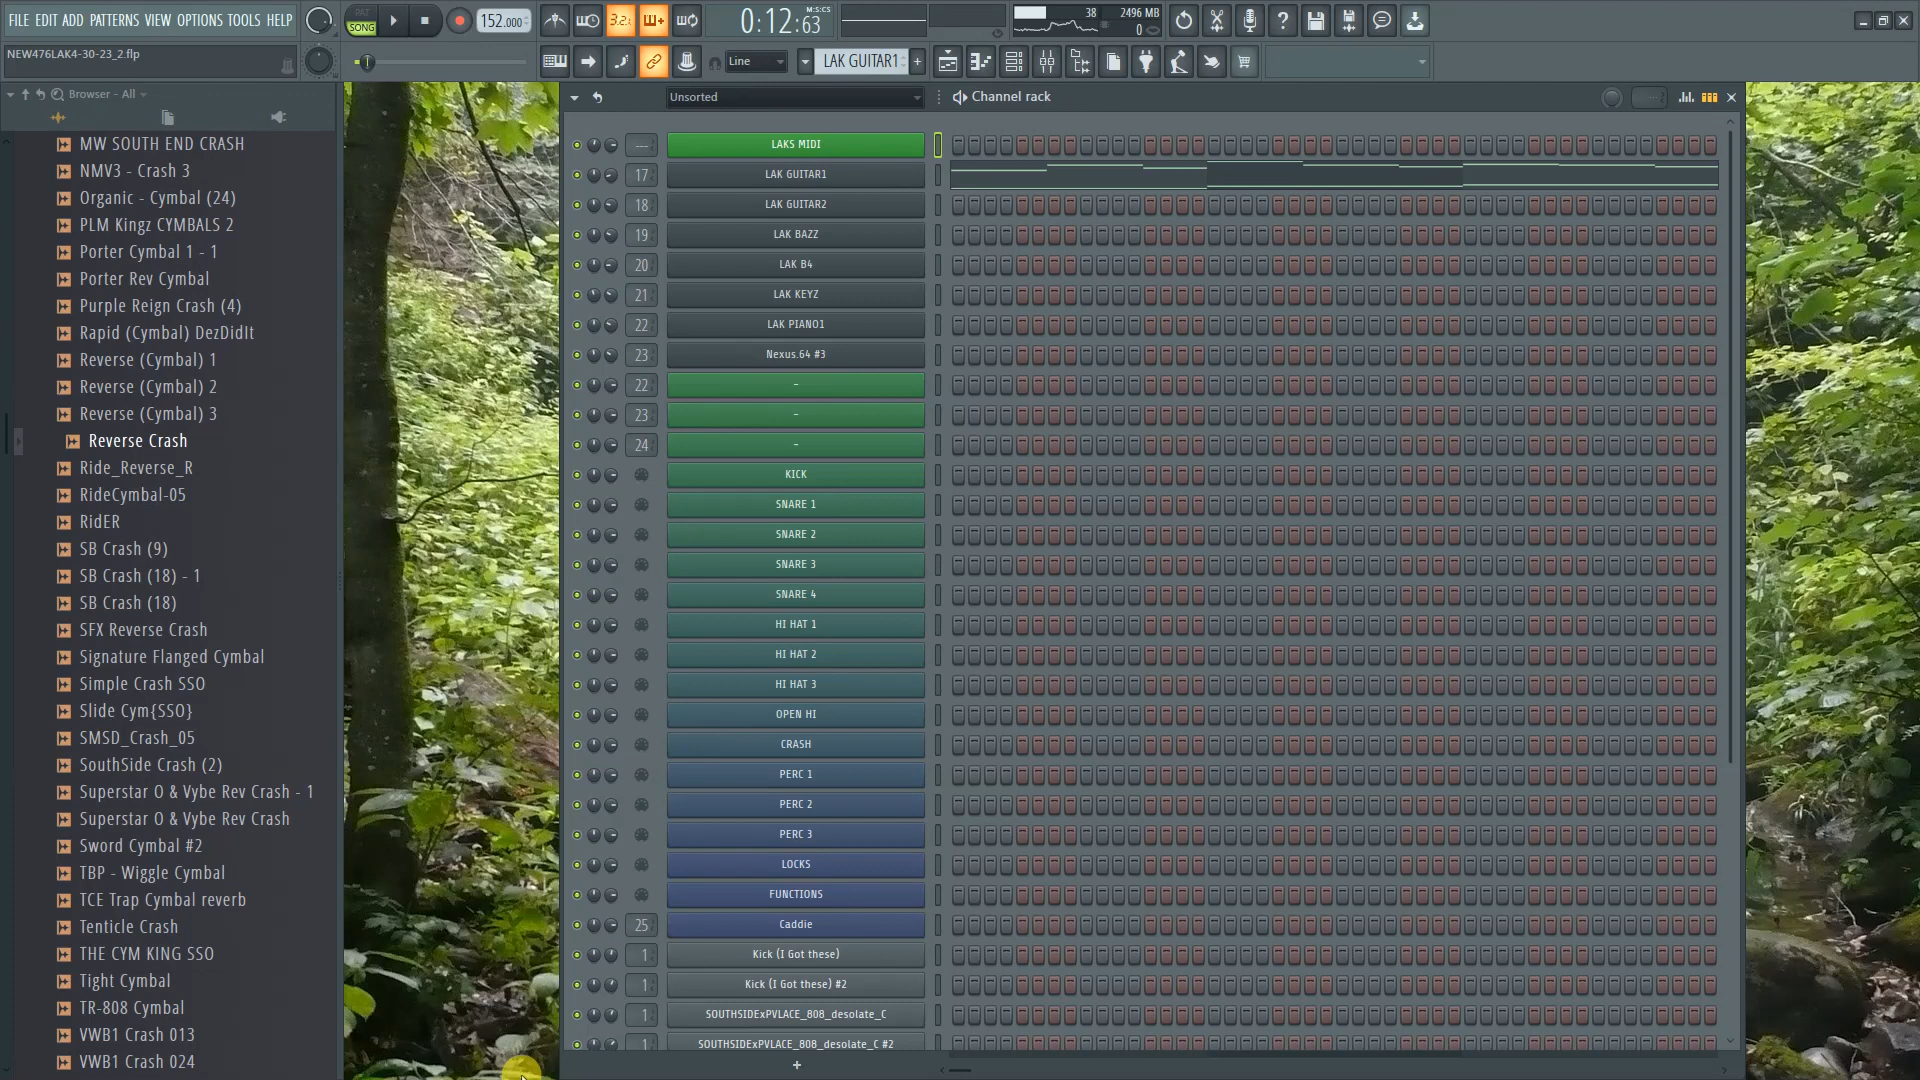 FILE EDIT ADD PATTERNS VIEW OPTIONS TOOLS HELP
PAT
SONG
152.000
3.2.
0:12:63
M:S:CS
38
2496 MB
0
NEW476LAK4-30-23_2.flp
Line
LAK GUITAR1
+
Browser - All
Unsorted
Channel rack
MW SOUTH END CRASH
NMV3 - Crash 3
Organic - Cymbal (24)
PLM Kingz CYMBALS 2
Porter Cymbal 1 - 1
Porter Rev Cymbal
Purple Reign Crash (4)
Rapid (Cymbal) DezDidIt
Reverse (Cymbal) 1
Reverse (Cymbal) 2
Reverse (Cymbal) 3
Reverse Crash
Ride_Reverse_R
RideCymbal-05
RidER
SB Crash (9)
SB Crash (18) - 1
SB Crash (18)
SFX Reverse Crash
Signature Flanged Cymbal
Simple Crash SSO
Slide Cym{SSO}
SMSD_Crash_05
SouthSide Crash (2)
Superstar O & Vybe Rev Crash - 1
Superstar O & Vybe Rev Crash
Sword Cymbal #2
TBP - Wiggle Cymbal
TCE Trap Cymbal reverb
Tenticle Crash
THE CYM KING SSO
Tight Cymbal
TR-808 Cymbal
VWB1 Crash 013
VWB1 Crash 024
--- LAKS MIDI
17 LAK GUITAR1
18 LAK GUITAR2
19 LAK BAZZ
20 LAK B4
21 LAK KEYZ
22 LAK PIANO1
23 Nexus.64 #3
22 -
23 -
24 -
KICK
SNARE 1
SNARE 2
SNARE 3
SNARE 4
HI HAT 1
HI HAT 2
HI HAT 3
OPEN HI
CRASH
PERC 1
PERC 2
PERC 3
LOCKS
FUNCTIONS
25 Caddie
1 Kick (I Got these)
1 Kick (I Got these) #2
1 SOUTHSIDExPVLACE_808_desolate_C
1 SOUTHSIDExPVLACE_808_desolate_C #2
+